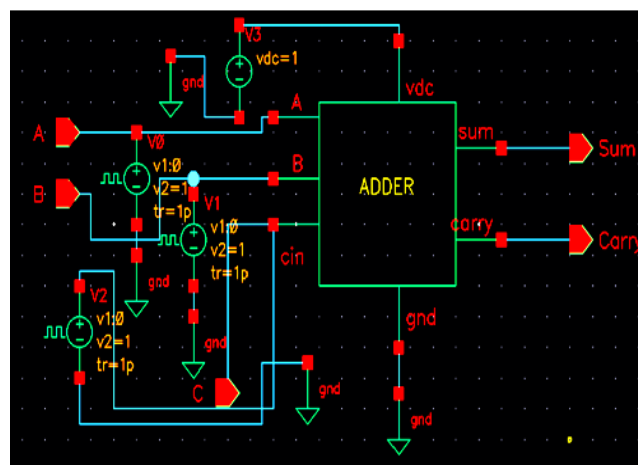 V3
vdc=1
gnd
vdc
A
A
V0
v1:0
v2=1
tr=1p
sum
Sum
B
B
ADDER
V1
v1:0
v2=1
tr=1p
carry
Carry
cin
gnd
V2
v1:0
v2=1
tr=1p
gnd
gnd
C
gnd
gnd